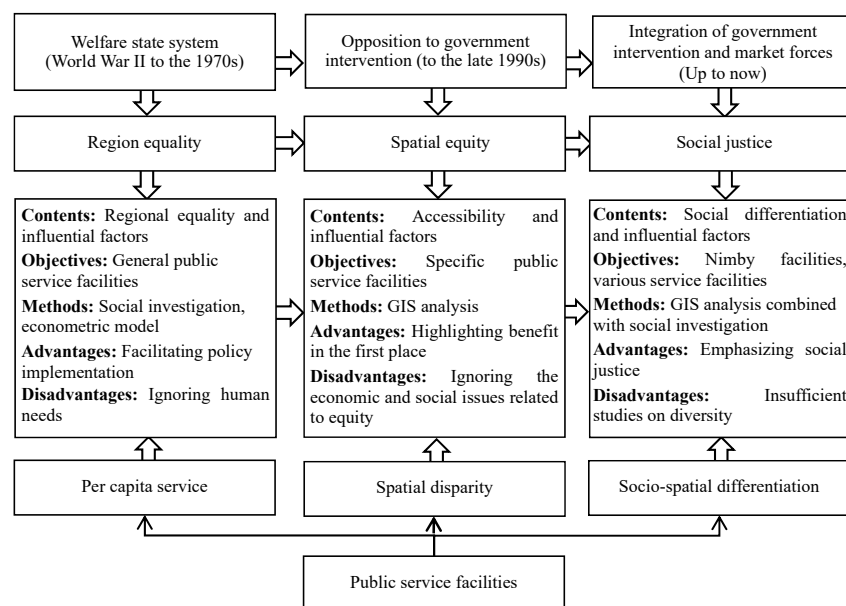 Welfare state system
(World War II to the 1970s)
Opposition to government
intervention (to the late 1990s)
Integration of government
intervention and market forces
(Up to now)
Region equality
Spatial equity
Social justice
Contents: Regional equality and
influential factors
Objectives: General public
service facilities
Methods: Social investigation,
econometric model
Advantages: Facilitating policy
implementation
Disadvantages: Ignoring human
needs
Contents: Accessibility and
influential factors
Objectives: Specific public
service facilities
Methods: GIS analysis
Advantages: Highlighting benefit
in the first place
Disadvantages: Ignoring the
economic and social issues related
to equity
Contents: Social differentiation
and influential factors
Objectives: Nimby facilities,
various service facilities
Methods: GIS analysis combined
with social investigation
Advantages: Emphasizing social
justice
Disadvantages: Insufficient
studies on diversity
Per capita service
Spatial disparity
Socio-spatial differentiation
Public service facilities